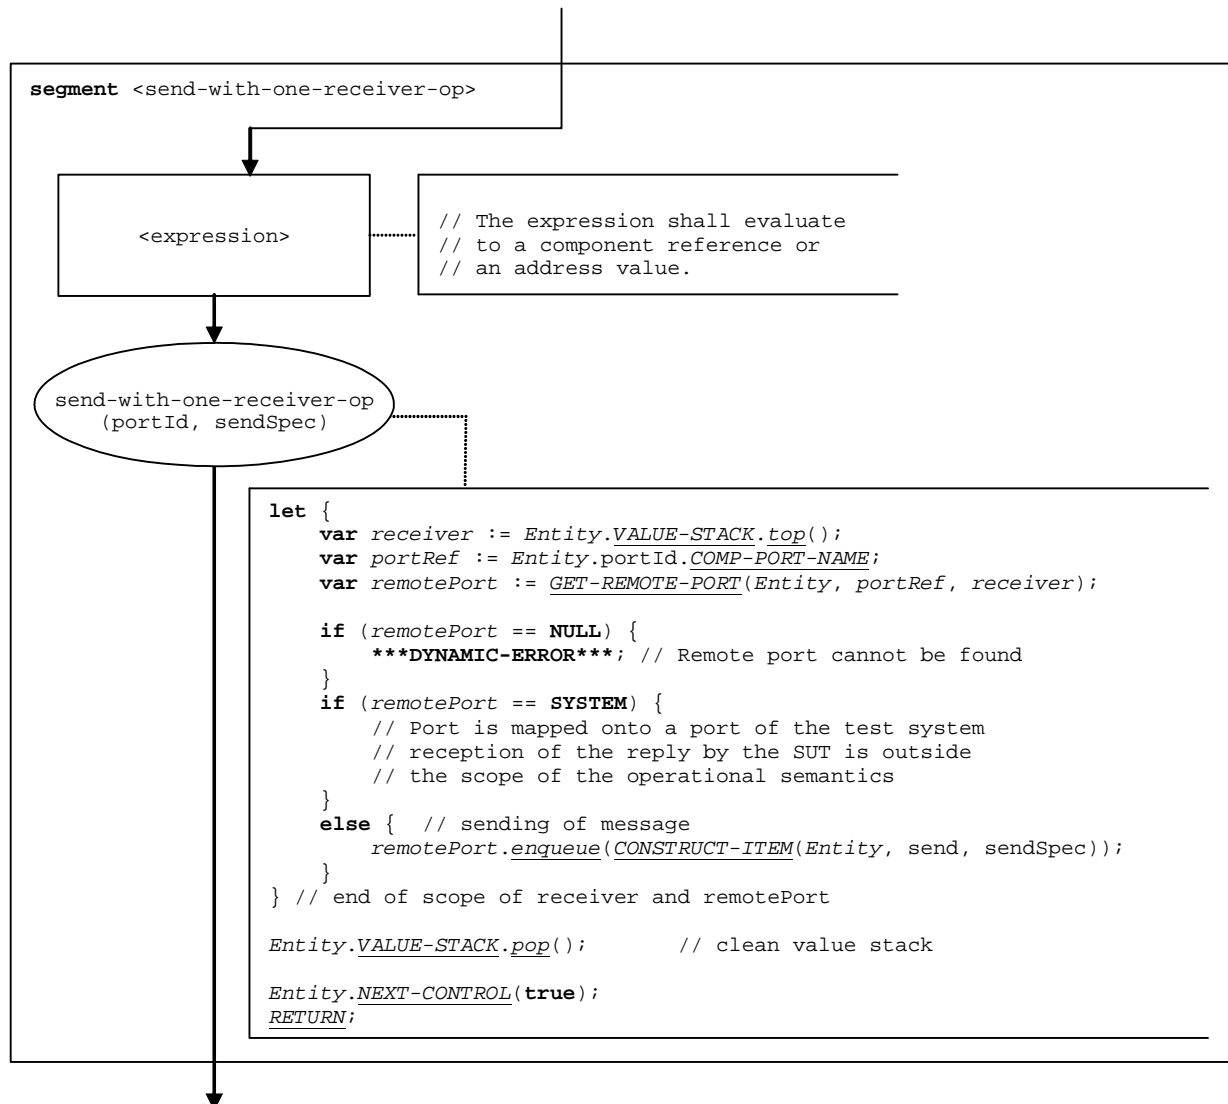 segment <send-with-one-receiver-op>
<expression>
// The expression shall evaluate
// to a component reference or
// an address value.
send-with-one-receiver-op
(portId, sendSpec)
let {
var receiver := Entity.VALUE-STACK.top();
var portRef := Entity.portId.COMP-PORT-NAME;
var remotePort := GET-REMOTE-PORT(Entity, portRef, receiver);
if (remotePort == NULL) {
***DYNAMIC-ERROR***; // Remote port cannot be found
}
if (remotePort == SYSTEM) {
// Port is mapped onto a port of the test system
// reception of the reply by the SUT is outside
// the scope of the operational semantics
}
else { // sending of message
remotePort.enqueue(CONSTRUCT-ITEM(Entity, send, sendSpec));
}
} // end of scope of receiver and remotePort
Entity.VALUE-STACK.pop(); // clean value stack
Entity.NEXT-CONTROL(true);
RETURN;